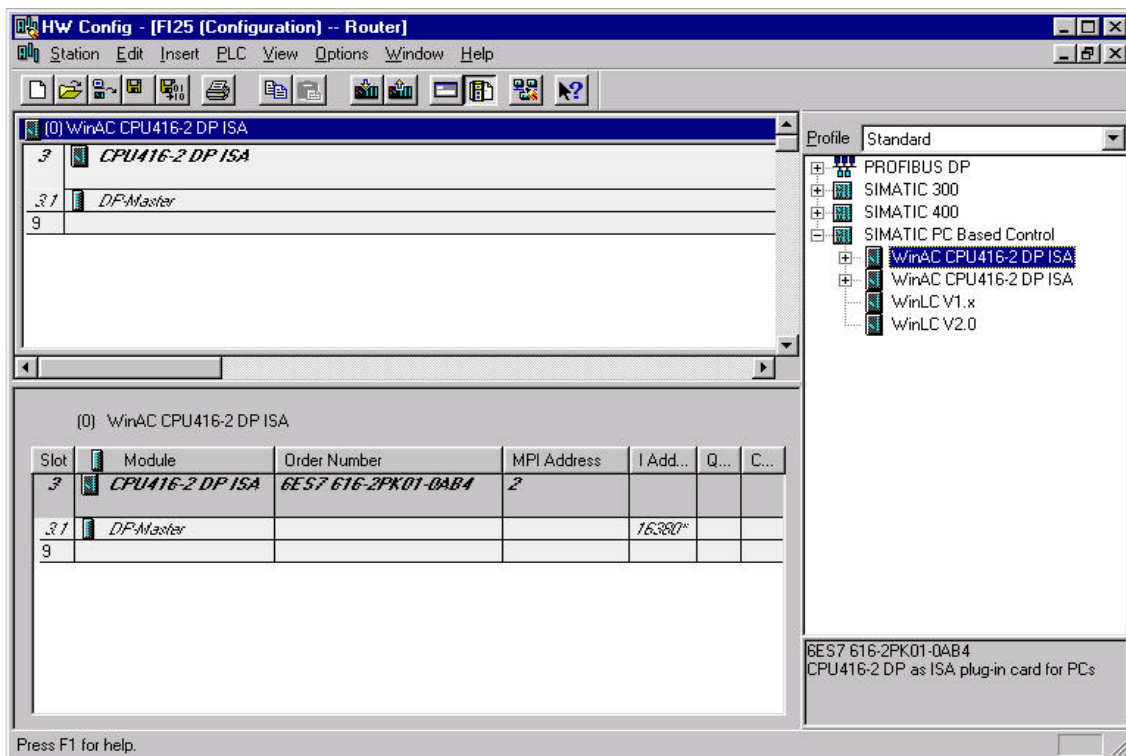 HW Config - [FI25 (Configuration) -- Router]
Station Edit Insert PLC View Options Window Help
(0) WinAC CPU416-2 DP ISA
3 CPU416-2 DP ISA
3.1 DP-Master
9
Profile Standard
PROFIBUS DP
SIMATIC 300
SIMATIC 400
SIMATIC PC Based Control
WinAC CPU416-2 DP ISA
WinAC CPU416-2 DP ISA
WinLC V1.x
WinLC V2.0
(0) WinAC CPU416-2 DP ISA
Slot Module Order Number MPI Address I Add... Q... C...
3 CPU416-2 DP ISA 6ES7 616-2PK01-0AB4 2
3.1 DP-Master 16380*
9
6ES7 616-2PK01-0AB4
CPU416-2 DP as ISA plug-in card for PCs
Press F1 for help.